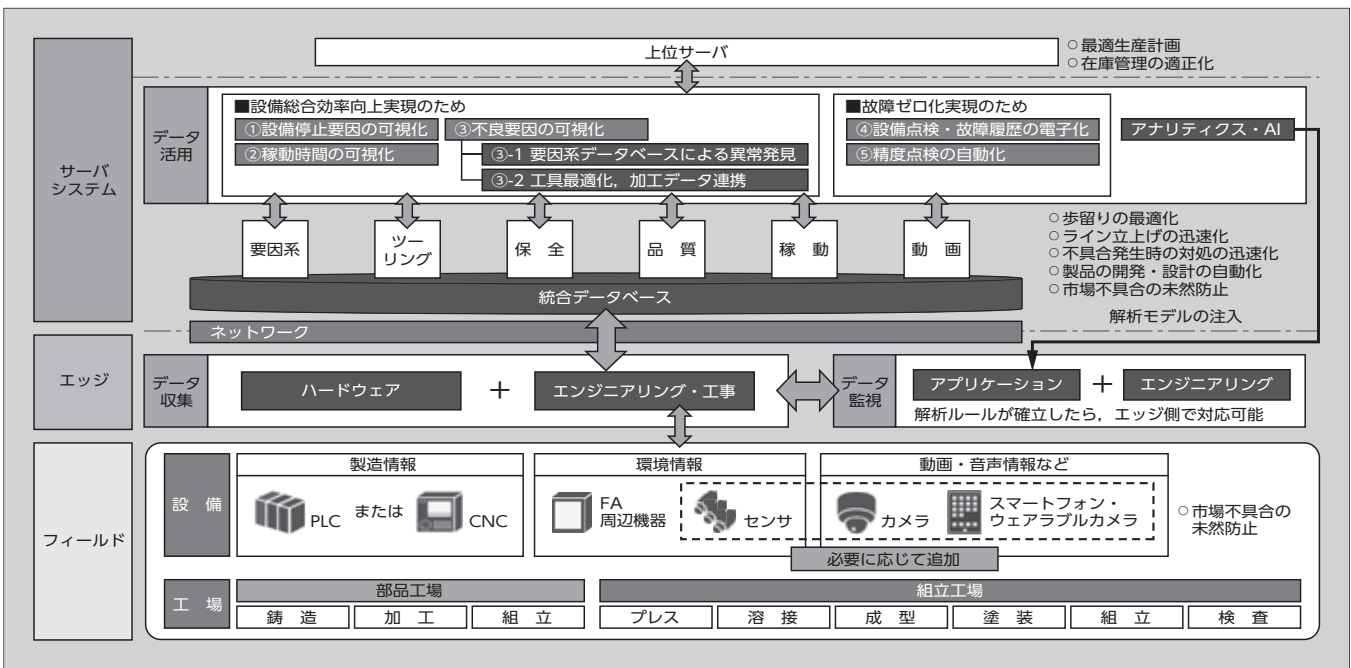 上位サーバ
○最適生産計画
○在庫管理の適正化
サーバ
システム
データ
活用
■設備総合効率向上実現のため
①設備停止要因の可視化
③不良要因の可視化
②稼動時間の可視化
③-1 要因系データベースによる異常発見
③-2 工具最適化，加工データ連携
■故障ゼロ化実現のため
④設備点検・故障履歴の電子化
⑤精度点検の自動化
アナリティクス・AI
要因系
ツー
リング
保 全
品 質
稼 動
動 画
統合データベース
○歩留りの最適化
○ライン立上げの迅速化
○不具合発生時の対処の迅速化
○製品の開発・設計の自動化
○市場不具合の未然防止
解析モデルの注入
ネットワーク
エッジ
データ
収集
ハードウェア
+
エンジニアリング・工事
データ
監視
アプリケーション
+
エンジニアリング
解析ルールが確立したら，エッジ側で対応可能
フィールド
設 備
製造情報
PLC
または
CNC
環境情報
FA
周辺機器
センサ
動画・音声情報など
カメラ
スマートフォン・
ウェアラブルカメラ
必要に応じて追加
○市場不具合の
未然防止
工 場
部品工場
鋳 造
加 工
組 立
組立工場
プレス
溶 接
成 型
塗 装
組 立
検 査